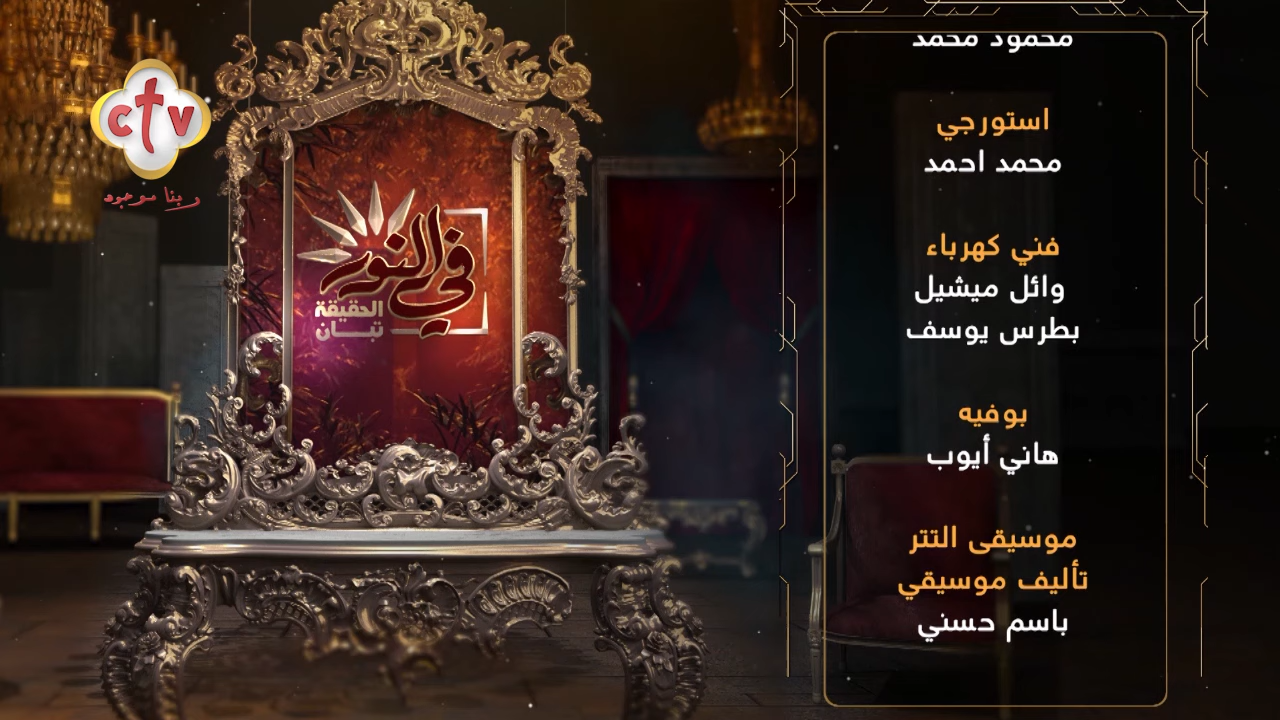 ctv
ربنا موجود
في النور
الحقيقة
تبان
محمود محمد
استورجي
محمد احمد
فني كهرباء
وائل ميشيل
بطرس يوسف
بوفيه
هاني أيوب
موسيقى التتر
تأليف موسيقي
باسم حسني